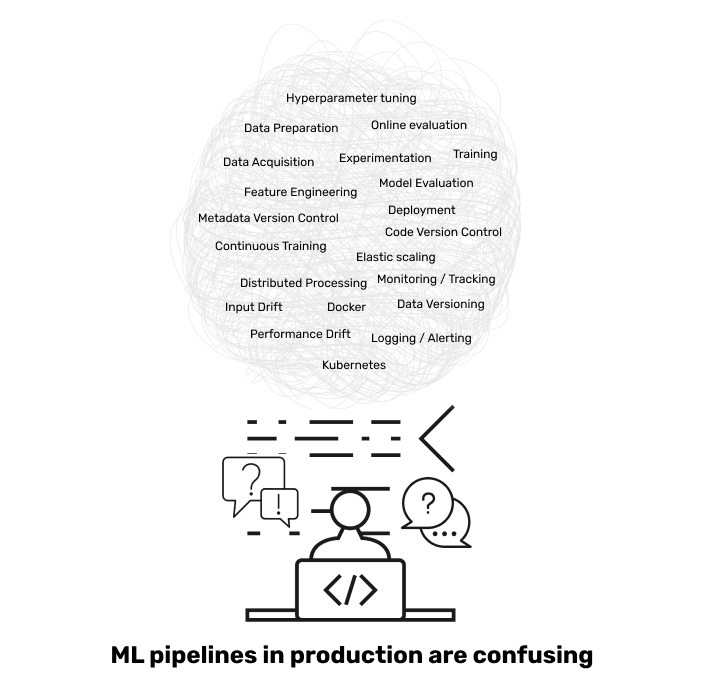 Hyperparameter tuning
Data Preparation
Online evaluation
Data Acquisition
Experimentation
Training
Feature Engineering
Model Evaluation
Metadata Version Control
Deployment
Code Version Control
Continuous Training
Elastic scaling
Distributed Processing
Monitoring / Tracking
Input Drift
Docker
Data Versioning
Performance Drift
Logging / Alerting
Kubernetes
?
!
?
</>
ML pipelines in production are confusing